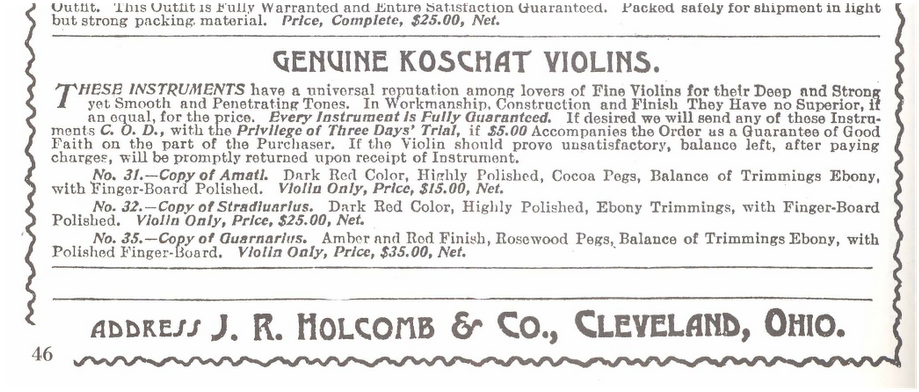 Outfit. This Outfit is Fully Warranted and Entire Satisfaction Guaranteed. Packed safely for shipment in light
but strong packing material. Price, Complete, $25.00, Net.
GENUINE KOSCHAT VIOLINS.
THESE INSTRUMENTS have a universal reputation among lovers of Fine Violins for their Deep and Strong
yet Smooth and Penetrating Tones. In Workmanship, Construction and Finish They Have no Superior, if
an equal, for the price. Every Instrument is Fully Guaranteed. If desired we will send any of these Instru-
ments C. O. D., with the Privilege of Three Days' Trial, if $5.00 Accompanies the Order as a Guarantee of Good
Faith on the part of the Purchaser. If the Violin should prove unsatisfactory, balance left, after paying
charges, will be promptly returned upon receipt of Instrument.
No. 31.—Copy of Amati. Dark Red Color, Highly Polished, Cocoa Pegs, Balance of Trimmings Ebony,
with Finger-Board Polished. Violin Only, Price, $15.00, Net.
No. 32.—Copy of Stradiuarius. Dark Red Color, Highly Polished, Ebony Trimmings, with Finger-Board
Polished. Violin Only, Price, $25.00, Net.
No. 35.—Copy of Guarnarius. Amber and Red Finish, Rosewood Pegs, Balance of Trimmings Ebony, with
Polished Finger-Board. Violin Only, Price, $35.00, Net.
ADDRESS J. R. HOLCOMB & CO., CLEVELAND, OHIO.
46